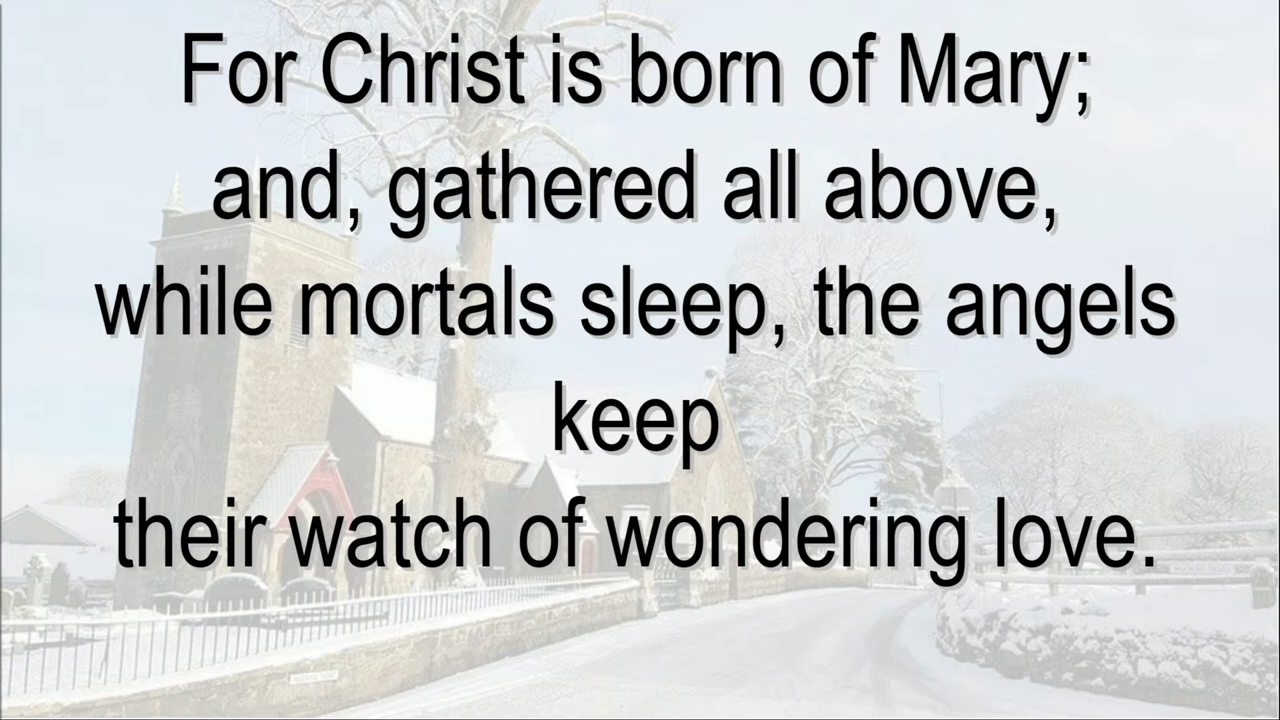 For Christ is born of Mary;
and, gathered all above,
while mortals sleep, the angels
keep
their watch of wondering love.